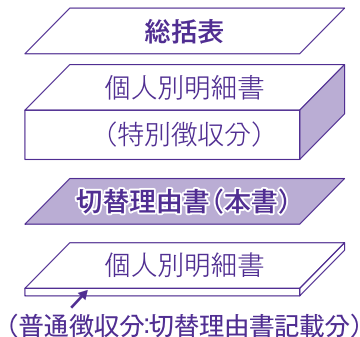 総括表
個人別明細書
（特別徴収分）
切替理由書（本書）
個人別明細書
（普通徴収分:切替理由書記載分）